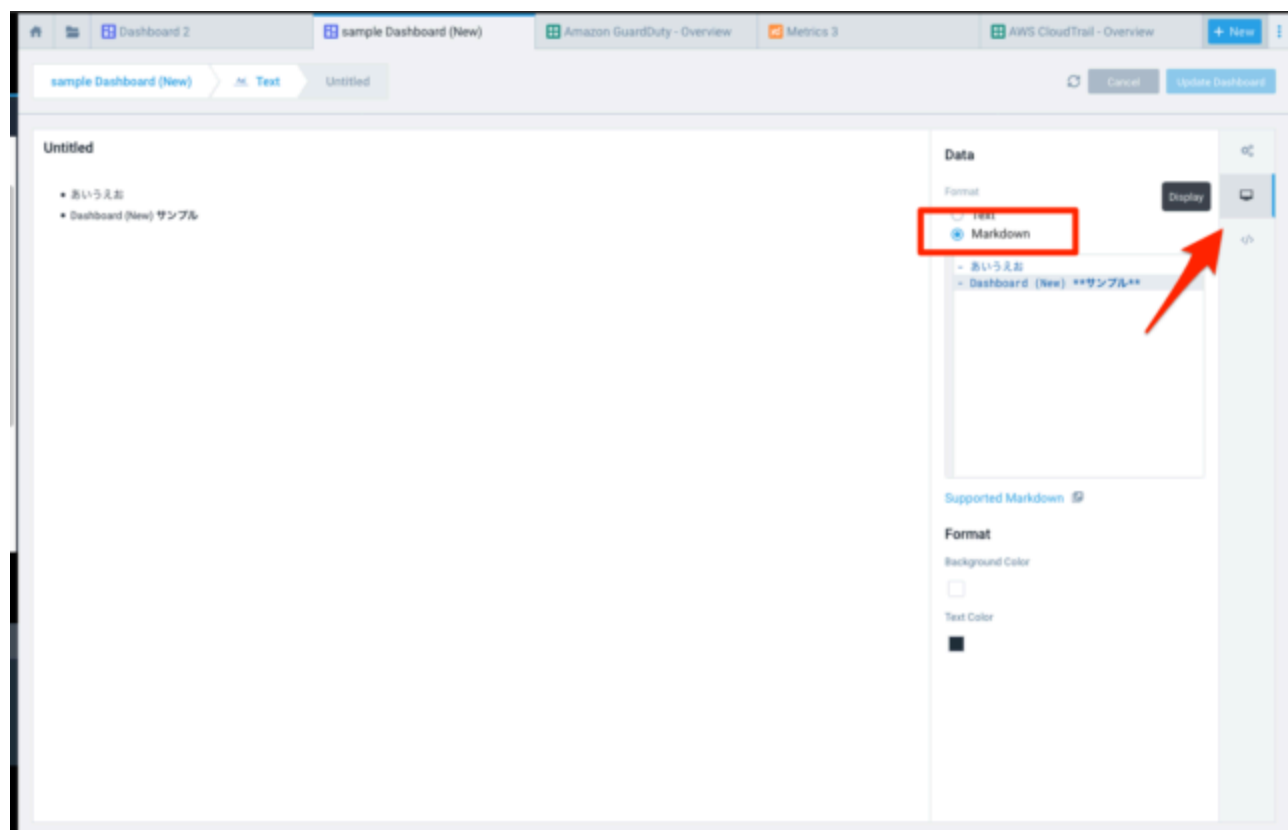 Dashboard 2
sample Dashboard (New)
Amazon GuardDuty - Overview
Metrics 3
AWS CloudTrail - Overview
+ New
sample Dashboard (New)
Text
Untitled
Cancel
Update Dashboard
Untitled
• あいうえお
• Dashboard (New) サンプル
Data
Format
Display
Text
Markdown
- あいうえお
- Dashboard (New) **サンプル**
Supported Markdown
Format
Background Color
Text Color